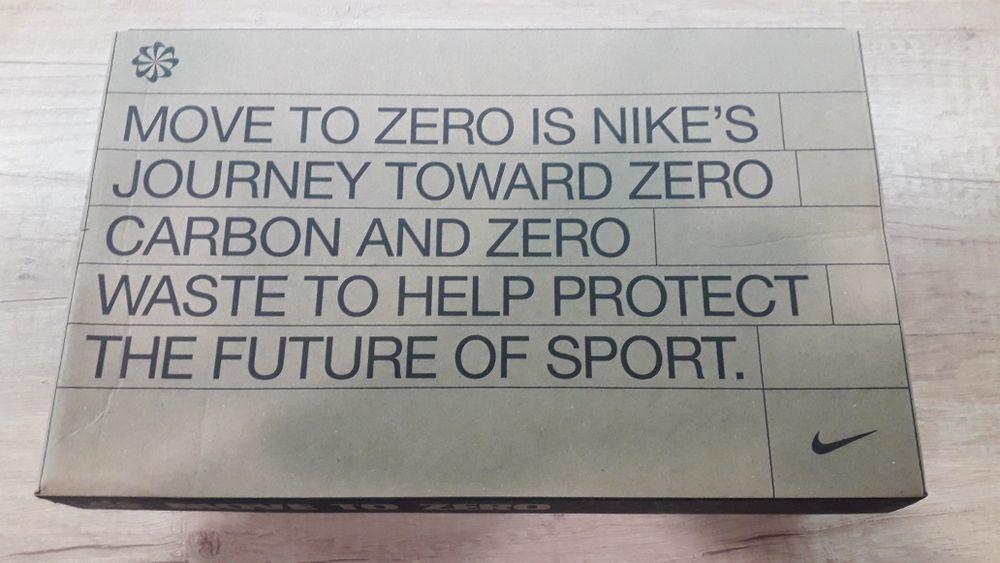 MOVE TO ZERO IS NIKE'S
JOURNEY TOWARD ZERO
CARBON AND ZERO
WASTE TO HELP PROTECT
THE FUTURE OF SPORT.
MOVE TO ZERO